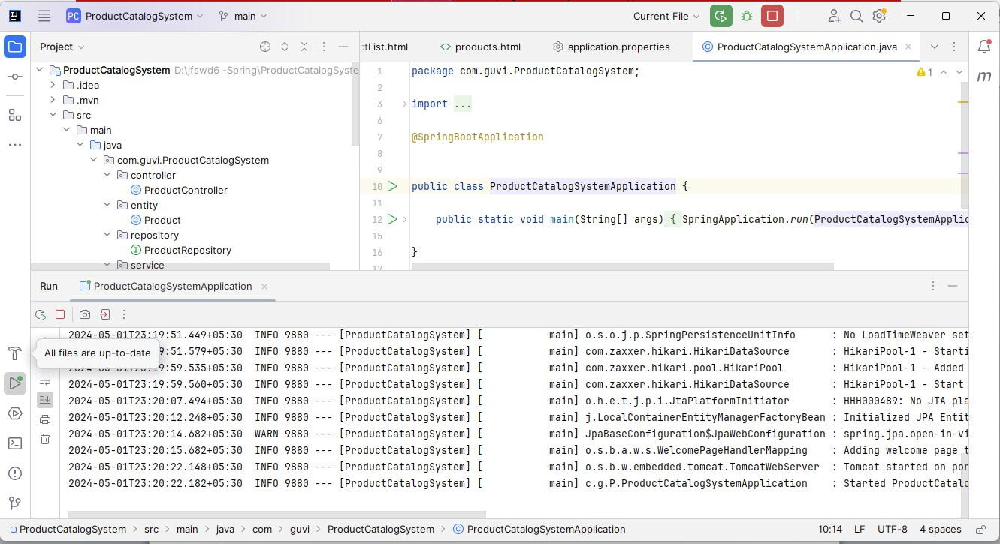 PC ProductCatalogSystem main Current File
Project
ProductCatalogSystem D:\jfswd6 -Spring\ProductCatalogSyste
.idea
.mvn
src
main
java
com.guvi.ProductCatalogSystem
controller
ProductController
entity
Product
repository
ProductRepository
service
ctList.html products.html application.properties ProductCatalogSystemApplication.java
1 package com.guvi.ProductCatalogSystem; 1
2
3 import ...
6
7 @SpringBootApplication
8
9
10 public class ProductCatalogSystemApplication {
11
12 public static void main(String[] args) { SpringApplication.run(ProductCatalogSystemApplic
15
16 }
17
m
Run ProductCatalogSystemApplication
All files are up-to-date
2024-05-01T23:19:51.449+05:30 INFO 9880 --- [ProductCatalogSystem] [ main] o.s.o.j.p.SpringPersistenceUnitInfo : No LoadTimeWeaver set
23:19:51.579+05:30 INFO 9880 --- [ProductCatalogSystem] [ main] com.zaxxer.hikari.HikariDataSource : HikariPool-1 - Starti
2024-05-01T23:19:59.535+05:30 INFO 9880 --- [ProductCatalogSystem] [ main] com.zaxxer.hikari.pool.HikariPool : HikariPool-1 - Added
2024-05-01T23:19:59.560+05:30 INFO 9880 --- [ProductCatalogSystem] [ main] com.zaxxer.hikari.HikariDataSource : HikariPool-1 - Start
2024-05-01T23:20:07.494+05:30 INFO 9880 --- [ProductCatalogSystem] [ main] o.h.e.t.j.p.i.JtaPlatformInitiator : HHH000489: No JTA pla
2024-05-01T23:20:12.248+05:30 INFO 9880 --- [ProductCatalogSystem] [ main] j.LocalContainerEntityManagerFactoryBean : Initialized JPA Entit
2024-05-01T23:20:14.682+05:30 WARN 9880 --- [ProductCatalogSystem] [ main] JpaBaseConfiguration$JpaWebConfiguration : spring.jpa.open-in-vi
2024-05-01T23:20:15.682+05:30 INFO 9880 --- [ProductCatalogSystem] [ main] o.s.b.a.w.s.WelcomePageHandlerMapping : Adding welcome page t
2024-05-01T23:20:22.148+05:30 INFO 9880 --- [ProductCatalogSystem] [ main] o.s.b.w.embedded.tomcat.TomcatWebServer : Tomcat started on por
2024-05-01T23:20:22.182+05:30 INFO 9880 --- [ProductCatalogSystem] [ main] c.g.P.ProductCatalogSystemApplication : Started ProductCatalo
ProductCatalogSystem > src > main > java > com > guvi > ProductCatalogSystem > ProductCatalogSystemApplication 10:14 LF UTF-8 4 spaces